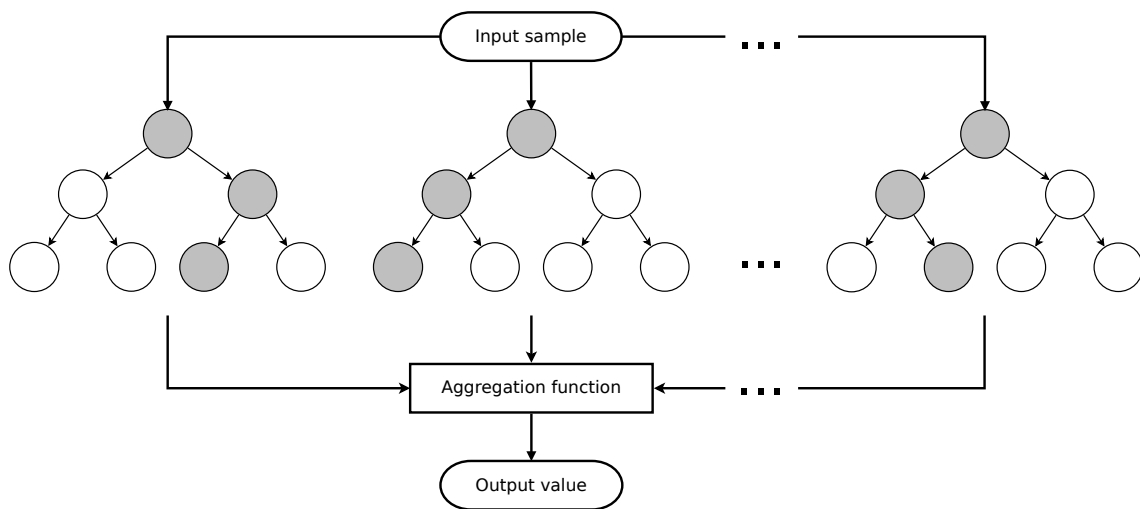 Input sample
...
...
Aggregation function
...
Output value